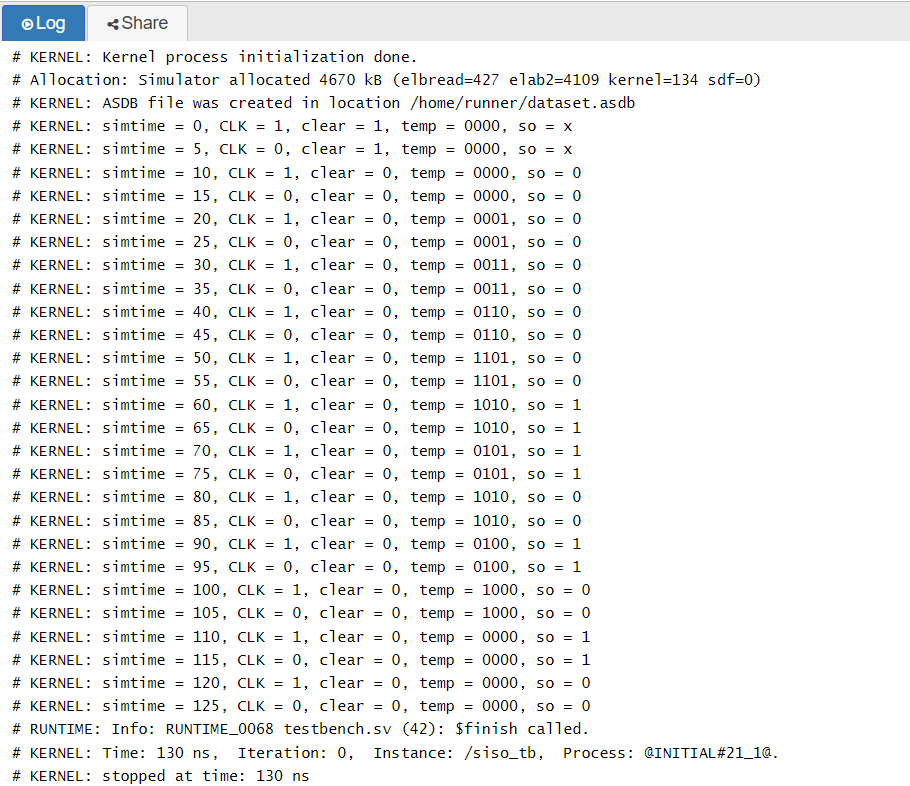 Log
Share
# KERNEL: Kernel process initialization done.
# Allocation: Simulator allocated 4670 kB (elbread=427 elab2=4109 kernel=134 sdf=0)
# KERNEL: ASDB file was created in location /home/runner/dataset.asdb
# KERNEL: simtime = 0, CLK = 1, clear = 1, temp = 0000, so = x
# KERNEL: simtime = 5, CLK = 0, clear = 1, temp = 0000, so = x
# KERNEL: simtime = 10, CLK = 1, clear = 0, temp = 0000, so = 0
# KERNEL: simtime = 15, CLK = 0, clear = 0, temp = 0000, so = 0
# KERNEL: simtime = 20, CLK = 1, clear = 0, temp = 0001, so = 0
# KERNEL: simtime = 25, CLK = 0, clear = 0, temp = 0001, so = 0
# KERNEL: simtime = 30, CLK = 1, clear = 0, temp = 0011, so = 0
# KERNEL: simtime = 35, CLK = 0, clear = 0, temp = 0011, so = 0
# KERNEL: simtime = 40, CLK = 1, clear = 0, temp = 0110, so = 0
# KERNEL: simtime = 45, CLK = 0, clear = 0, temp = 0110, so = 0
# KERNEL: simtime = 50, CLK = 1, clear = 0, temp = 1101, so = 0
# KERNEL: simtime = 55, CLK = 0, clear = 0, temp = 1101, so = 0
# KERNEL: simtime = 60, CLK = 1, clear = 0, temp = 1010, so = 1
# KERNEL: simtime = 65, CLK = 0, clear = 0, temp = 1010, so = 1
# KERNEL: simtime = 70, CLK = 1, clear = 0, temp = 0101, so = 1
# KERNEL: simtime = 75, CLK = 0, clear = 0, temp = 0101, so = 1
# KERNEL: simtime = 80, CLK = 1, clear = 0, temp = 1010, so = 0
# KERNEL: simtime = 85, CLK = 0, clear = 0, temp = 1010, so = 0
# KERNEL: simtime = 90, CLK = 1, clear = 0, temp = 0100, so = 1
# KERNEL: simtime = 95, CLK = 0, clear = 0, temp = 0100, so = 1
# KERNEL: simtime = 100, CLK = 1, clear = 0, temp = 1000, so = 0
# KERNEL: simtime = 105, CLK = 0, clear = 0, temp = 1000, so = 0
# KERNEL: simtime = 110, CLK = 1, clear = 0, temp = 0000, so = 1
# KERNEL: simtime = 115, CLK = 0, clear = 0, temp = 0000, so = 1
# KERNEL: simtime = 120, CLK = 1, clear = 0, temp = 0000, so = 0
# KERNEL: simtime = 125, CLK = 0, clear = 0, temp = 0000, so = 0
# RUNTIME: Info: RUNTIME_0068 testbench.sv (42): $finish called.
# KERNEL: Time: 130 ns,  Iteration: 0,  Instance: /siso_tb,  Process: @INITIAL#21_1@.
# KERNEL: stopped at time: 130 ns